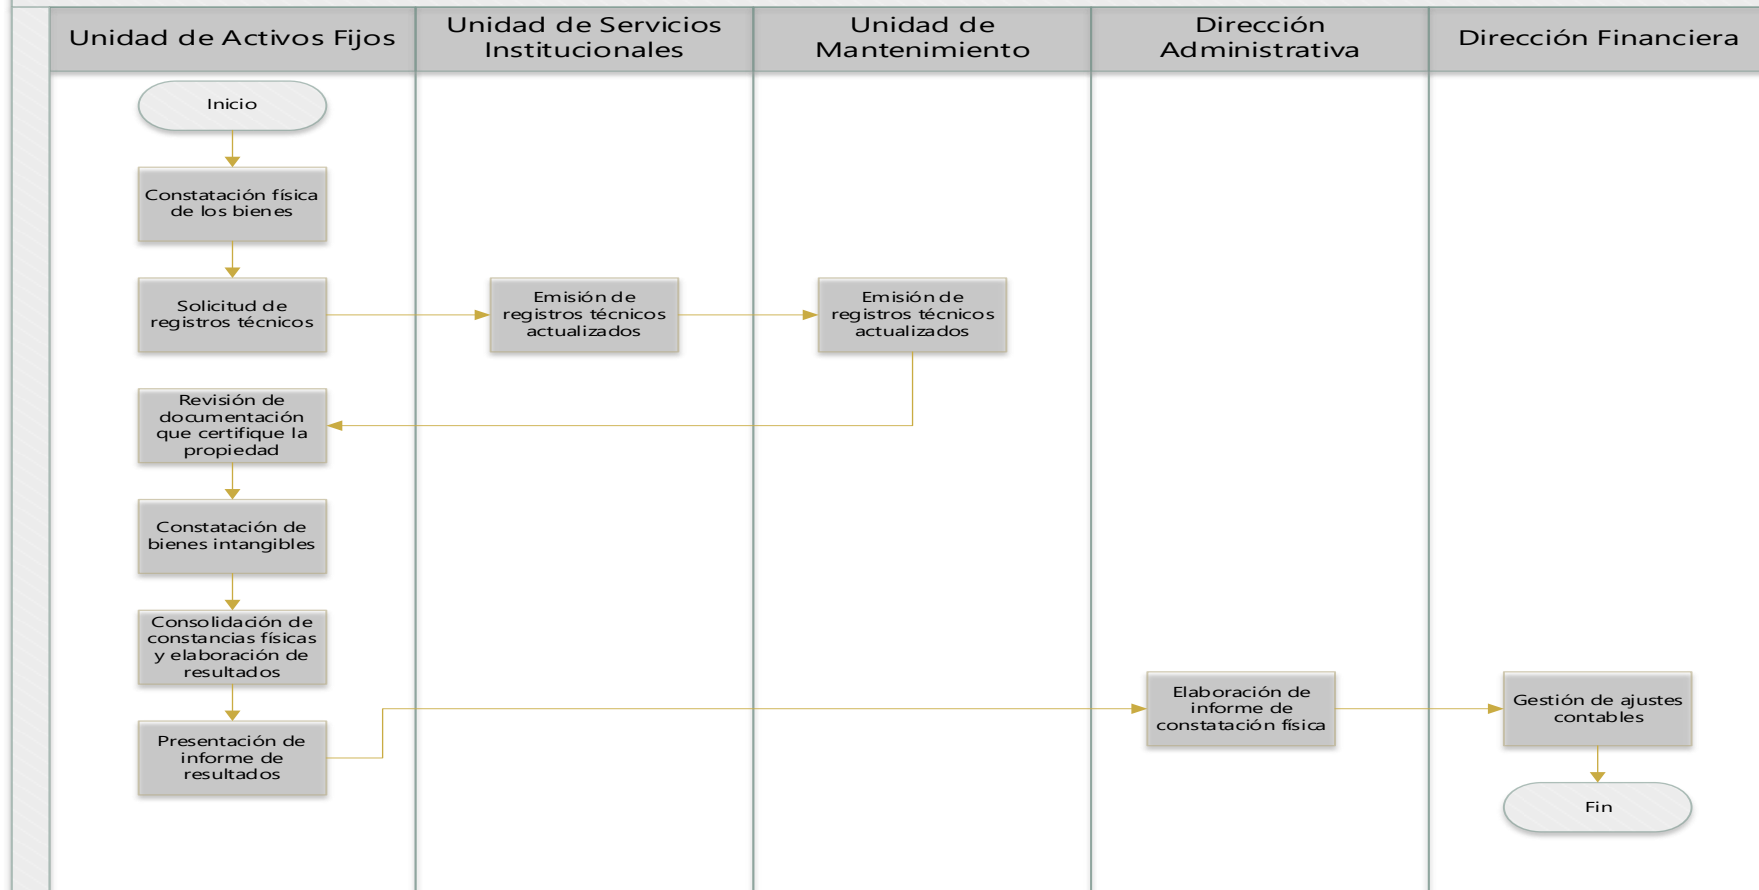 Unidad de Activos Fijos
Unidad de Servicios
Institucionales
Unidad de
Mantenimiento
Dirección
Administrativa
Dirección Financiera
Inicio
Constatación física
de los bienes
Solicitud de
registros técnicos
Emisión de
registros técnicos
actualizados
Emisión de
registros técnicos
actualizados
Revisión de
documentación
que certifique la
propiedad
Constatación de
bienes intangibles
Consolidación de
constancias físicas
y elaboración de
resultados
Presentación de
informe de
resultados
Elaboración de
informe de
constatación física
Gestión de ajustes
contables
Fin